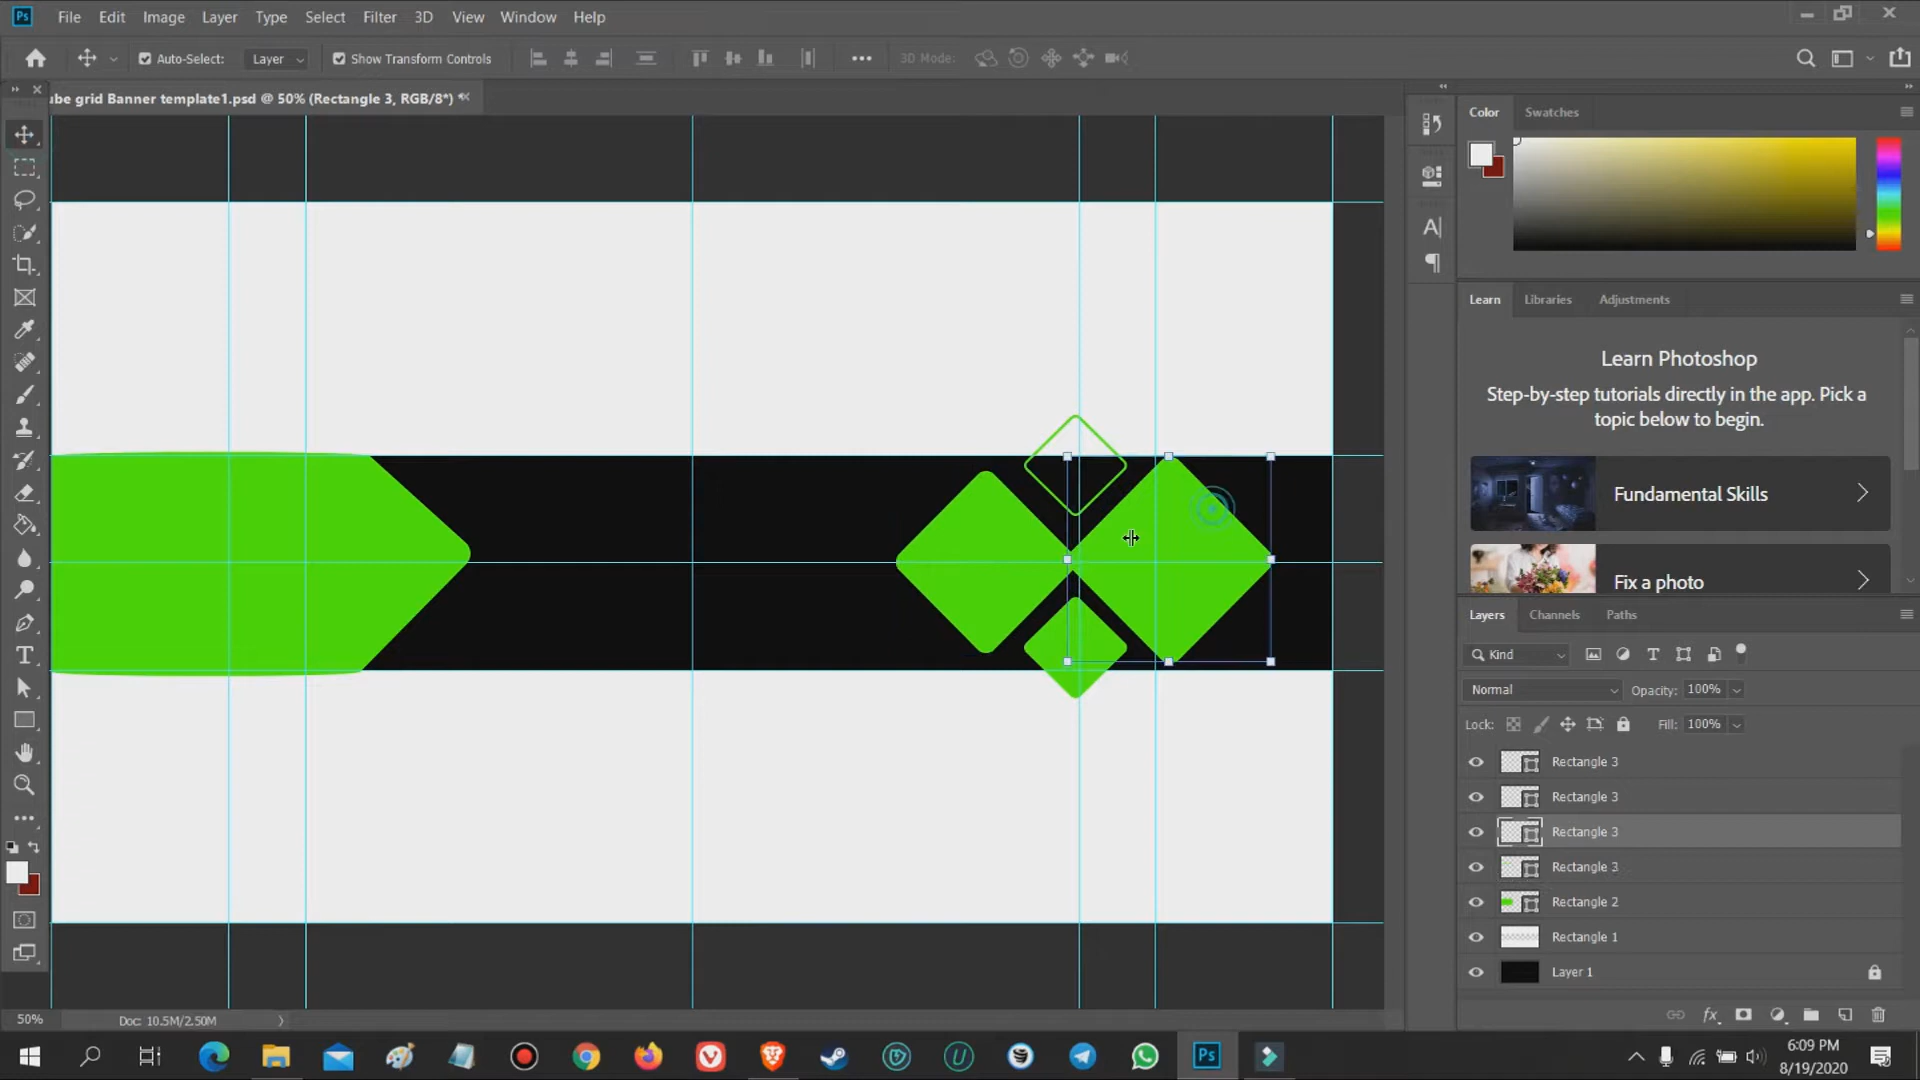 Ps File Edit Image Layer Type Select Filter 3D View Window Help
Auto-Select: Layer Show Transform Controls 3D Mode:
ube grid Banner template1.psd @ 50% (Rectangle 3, RGB/8*)
Color Swatches
Learn Libraries Adjustments
Learn Photoshop
Step-by-step tutorials directly in the app. Pick a
topic below to begin.
Fundamental Skills
Fix a photo
Layers Channels Paths
Kind
Normal Opacity: 100%
Lock: Fill: 100%
Rectangle 3
Rectangle 3
Rectangle 3
Rectangle 3
Rectangle 2
Rectangle 1
Layer 1
50% Doc: 10.5M/2.50M
Ps
6:09 PM
8/19/2020